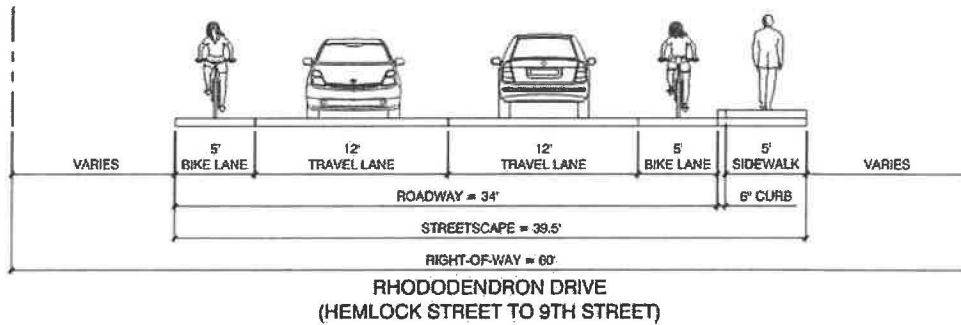 5' 12' 12' 5' 5'
VARIES BIKE LANE TRAVEL LANE TRAVEL LANE BIKE LANE SIDEWALK VARIES
ROADWAY = 34' 6" CURB
STREETSCAPE = 39.5'
RIGHT-OF-WAY = 60'
RHODODENDRON DRIVE
(HEMLOCK STREET TO 9TH STREET)